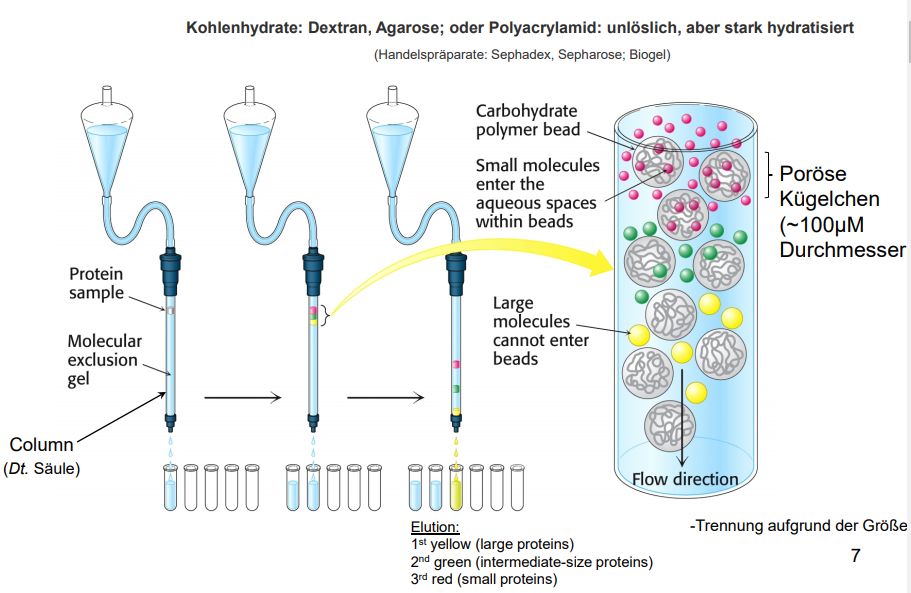 Kohlenhydrate: Dextran, Agarose; oder Polyacrylamid: unlöslich, aber stark hydratisiert
(Handelspräparate: Sephadex, Sepharose; Biogel)
Protein
sample
Molecular
exclusion
gel
Column
(Dt. Säule)
Carbohydrate
polymer bead
Small molecules
enter the
aqueous spaces
within beads
Large
molecules
cannot enter
beads
Flow direction
Poröse
Kügelchen
(~100µM
Durchmesser
Elution:
1st yellow (large proteins)
2nd green (intermediate-size proteins)
3rd red (small proteins)
-Trennung aufgrund der Größe
7